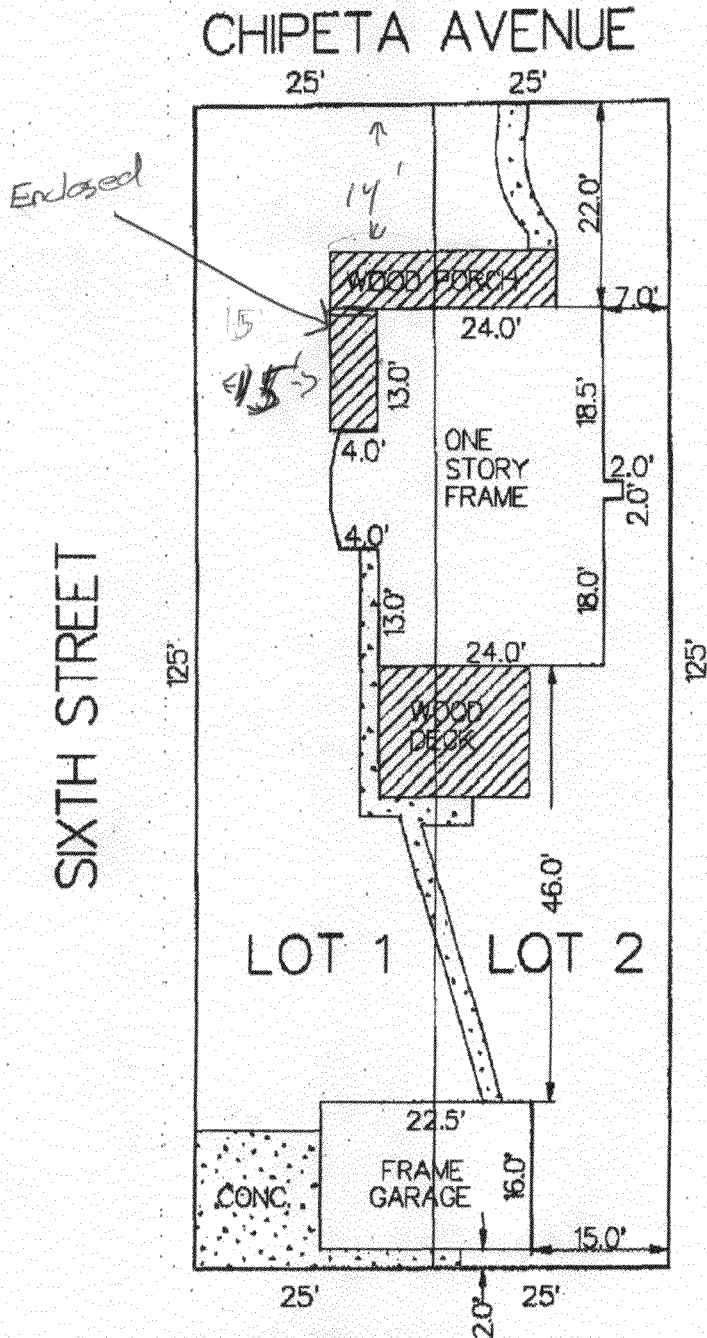 CHIPETA AVENUE
25' 25'
Enclosed
14'
22.0'
WOOD PORCH
7.0'
15
24.0'
15'
13.0'
18.5'
4.0'
ONE
STORY
FRAME
2.0'
2.0'
4.0'
SIXTH STREET
13.0'
18.0'
125'
24.0'
125'
WOOD
DECK
46.0'
LOT 1 LOT 2
22.5'
CONC.
FRAME
GARAGE
16.0'
15.0'
25' 25'
2.0'